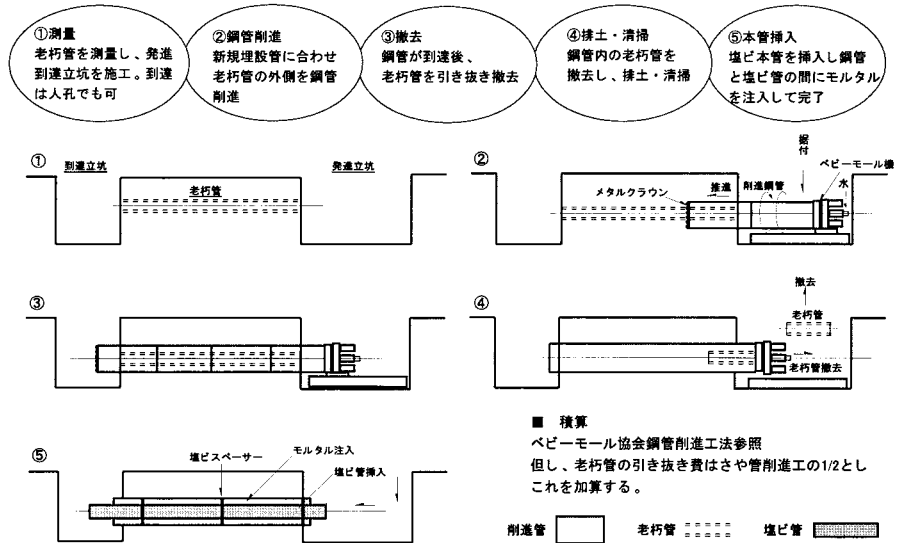 ①測量
老朽管を測量し、発進
到達立坑を施工。到達
は人孔でも可
②鋼管削進
新規埋設管に合わせ
老朽管の外側を鋼管
削進
③撤去
鋼管が到達後、
老朽管を引き抜き撤去
④排土・清掃
鋼管内の老朽管を
撤去し、排土・清掃
⑤本管挿入
塩ビ本管を挿入し鋼管
と塩ビ管の間にモルタル
を注入して完了
①
到達立坑
発進立坑
老朽管
②
据付
ベビーモール機
メタルクラウン
推進
削進鋼管
水
③
④
撤去
老朽管
老朽管撤去
⑤
塩ビスペーサー
モルタル注入
塩ビ管挿入
■ 積算
ベビーモール協会鋼管削進工法参照
但し、老朽管の引き抜き費はさや管削進工の1/2とし
これを加算する。
削進管
老朽管
塩ビ管